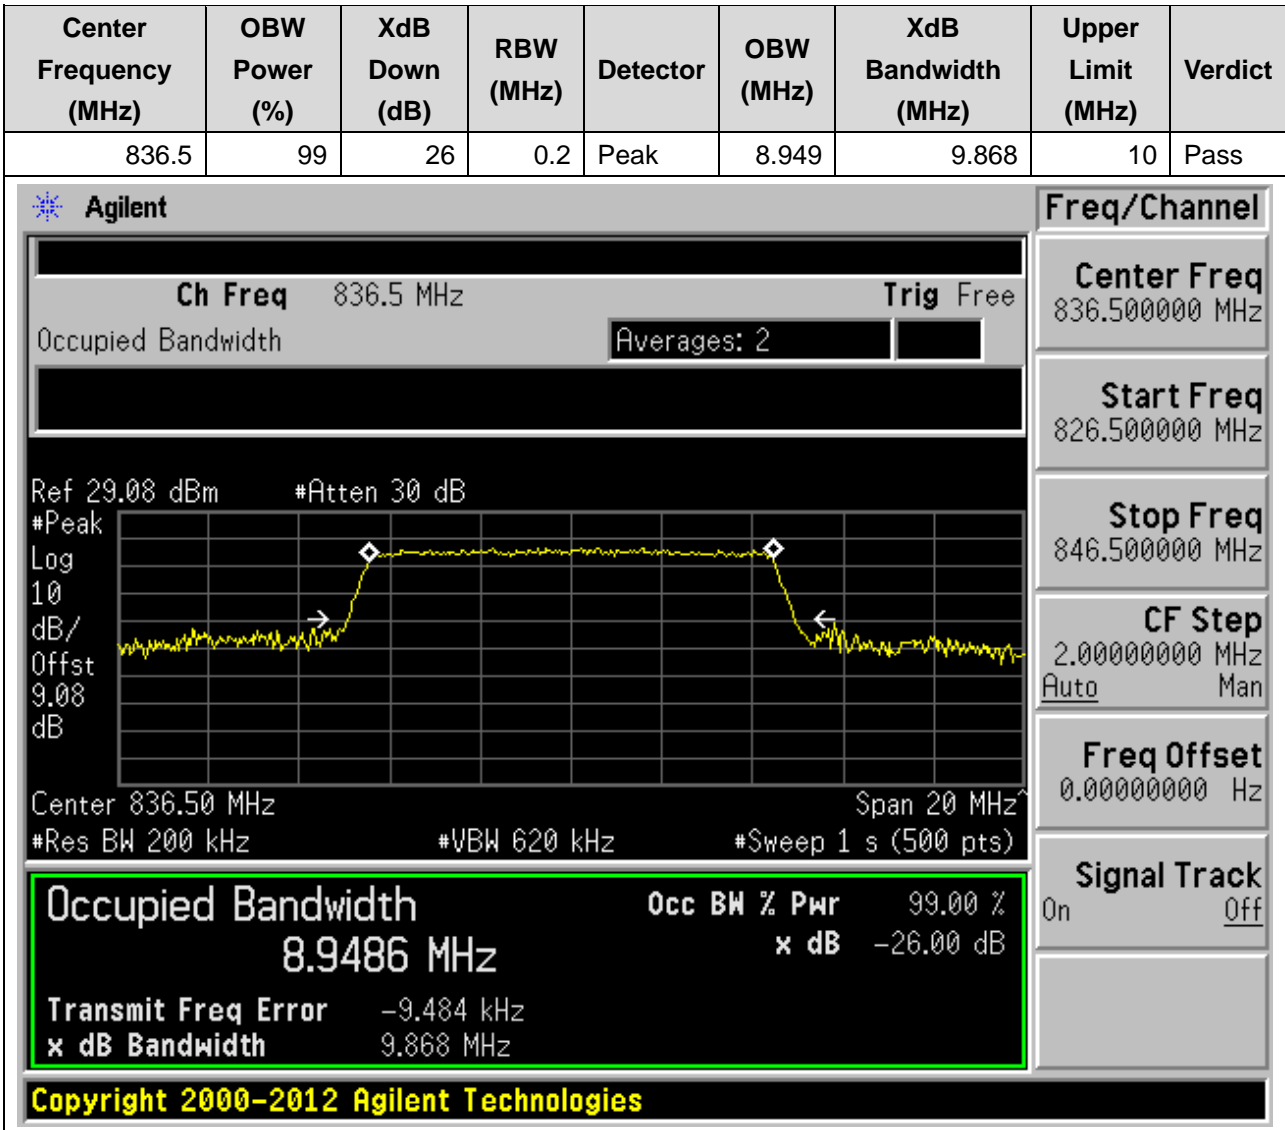 Center Frequency (MHz) OBW Power (%) XdB Down (dB) RBW (MHz) Detector OBW (MHz) XdB Bandwidth (MHz) Upper Limit (MHz) Verdict
836.5 99 26 0.2 Peak 8.949 9.868 10 Pass
Agilent
Freq/Channel
Ch Freq 836.5 MHz Trig Free
Occupied Bandwidth Averages: 2
Center Freq
836.500000 MHz
Start Freq
826.500000 MHz
Stop Freq
846.500000 MHz
CF Step
2.00000000 MHz
Auto Man
Freq Offset
0.00000000 Hz
Signal Track
On Off
Ref 29.08 dBm #Atten 30 dB
#Peak
Log
10
dB/
Offst
9.08
dB
Center 836.50 MHz Span 20 MHz^
#Res BW 200 kHz #VBW 620 kHz #Sweep 1 s (500 pts)
Occupied Bandwidth Occ BW % Pwr 99.00 %
8.9486 MHz x dB -26.00 dB
Transmit Freq Error -9.484 kHz
x dB Bandwidth 9.868 MHz
Copyright 2000-2012 Agilent Technologies